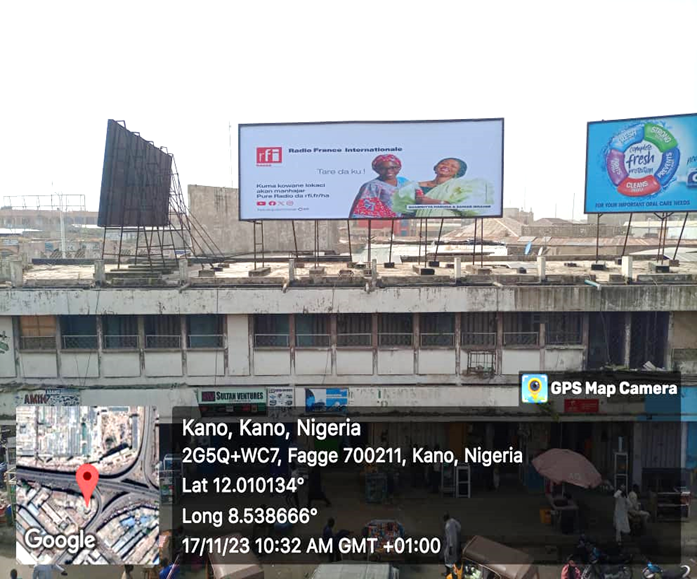 rfi
Radio France Internationale
Tare da ku !
Kuma kowane lokaci
akan manhajar
Pure Radio da rfi.fr/ha
complete
fresh
protection
STRONG
CLEANS
FOR YOUR IMPORTANT ORAL CARE NEEDS
SULTAN VENTURES
GPS Map Camera
Kano, Kano, Nigeria
2G5Q+WC7, Fagge 700211, Kano, Nigeria
Lat 12.010134°
Long 8.538666°
17/11/23 10:32 AM GMT +01:00
Google